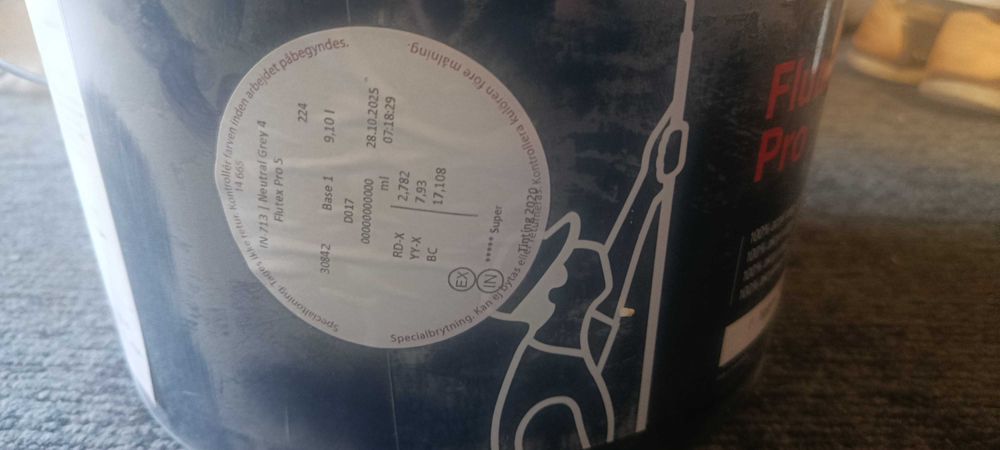 Specialtoning. Tages ikke retur. Kontrollér farven inden arbejdet påbegyndes.
14 665
IN 713 | Neutral Grey 4
Flutex Pro 5
224
30842 Base 1 9,10 l
D017
00000000000 28.10.2025
ml 07:18:29
RD-X 2,782
YY-X 7,93
BC 17,108
EX IN
***** Super
Tinting 2020
Specialbrytning. Kan ej bytas eller returneras. Kontrollera kulören före målning.
Pro